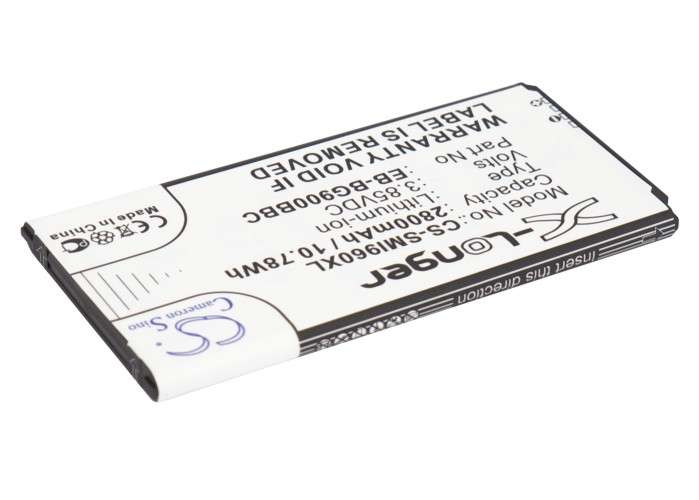 X-Longer
Model No.: CS-SMI960XL
Capacity: 2800mAh / 10.78Wh
Type Lithium-ion
Volts 3.85VDC
Part No EB-BG900BBC
WARRANTY VOID IF
LABEL IS REMOVED
Made
in China
CS
Cameron Sino
Insert this direction